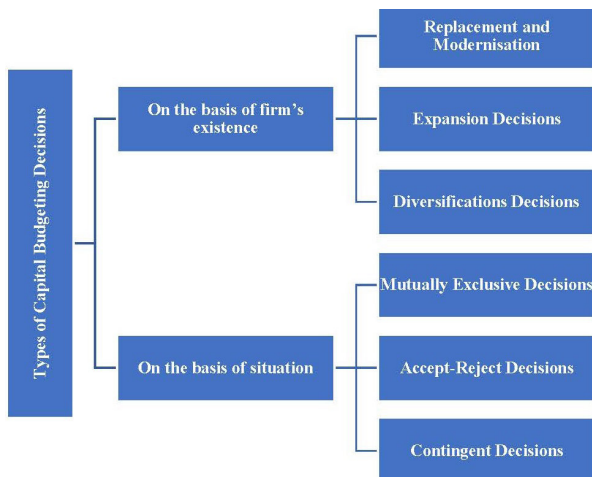 Types of Capital Budgeting Decisions
On the basis of firm's
existence
Replacement and
Modernisation
Expansion Decisions
Diversifications Decisions
On the basis of situation
Mutually Exclusive Decisions
Accept-Reject Decisions
Contingent Decisions